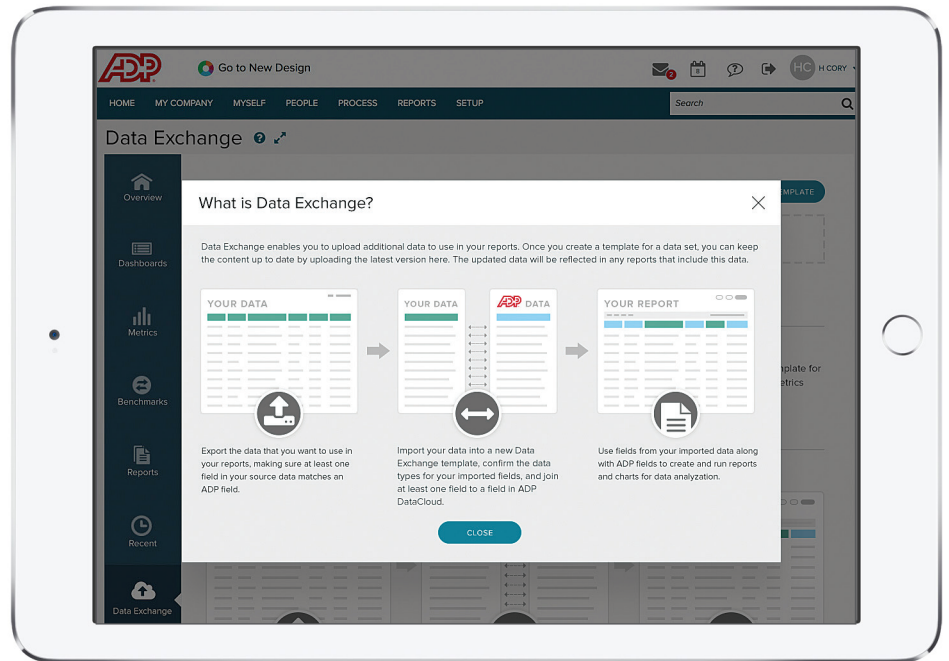 ADP
Go to New Design
2
8
HC H CORY
HOME MY COMPANY MYSELF PEOPLE PROCESS REPORTS SETUP
Search
Data Exchange ?
Overview
Dashboards
Metrics
Benchmarks
Reports
Recent
Data Exchange
What is Data Exchange?
Data Exchange enables you to upload additional data to use in your reports. Once you create a template for a data set, you can keep
the content up to date by uploading the latest version here. The updated data will be reflected in any reports that include this data.
YOUR DATA
YOUR DATA
ADP DATA
YOUR REPORT
Export the data that you want to use in
your reports, making sure at least one
field in your source data matches an
ADP field.
Import your data into a new Data
Exchange template, confirm the data
types for your imported fields, and join
at least one field to a field in ADP
DataCloud.
Use fields from your imported data along
with ADP fields to create and run reports
and charts for data analyzation.
CLOSE